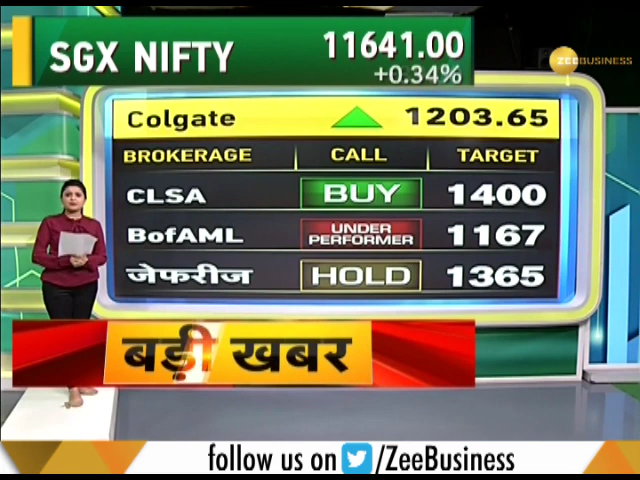 SGX NIFTY 11641.00
+0.34%
ZEEBUSINESS
Colgate 1203.65
BROKERAGE CALL TARGET
CLSA BUY 1400
BofAML UNDER PERFORMER 1167
जेफरीज HOLD 1365
बड़ी खबर
follow us on /ZeeBusiness